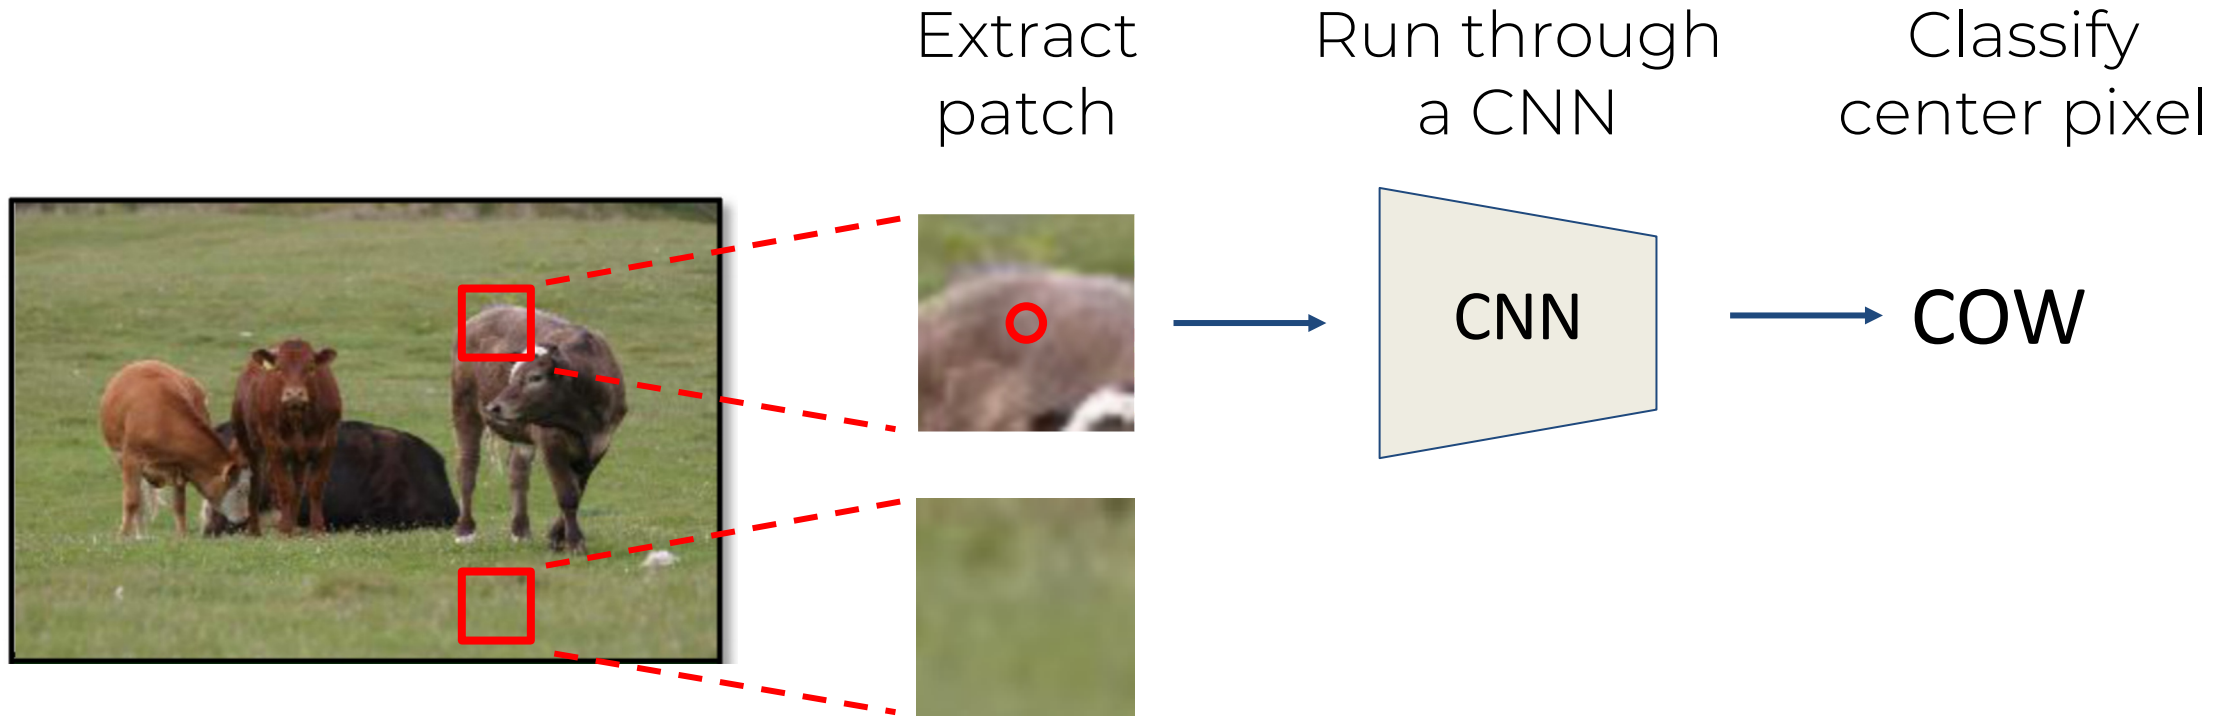 Extract
patch
Run through
a CNN
Classify
center pixel
CNN
COW